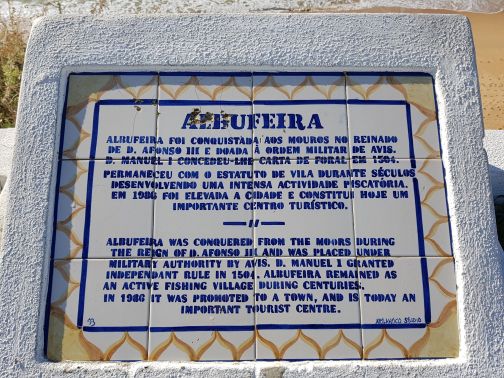 ALBUFEIRA
ALBUFEIRA FOI CONQUISTADA AOS MOUROS NO REINADO
DE D. AFONSO III E DOADA À ORDEM MILITAR DE AVIS.
D. MANUEL I CONCEDEU-LHE CARTA DE FORAL EM 1504.
PERMANECEU COM O ESTATUTO DE VILA DURANTE SÉCULOS
DESENVOLVENDO UMA INTENSA ACTIVIDADE PISCATÓRIA.
EM 1986 FOI ELEVADA A CIDADE E CONSTITUI HOJE UM
IMPORTANTE CENTRO TURÍSTICO.
ALBUFEIRA WAS CONQUERED FROM THE MOORS DURING
THE REIGN OF D. AFONSO III AND WAS PLACED UNDER
MILITARY AUTHORITY BY AVIS. D. MANUEL I GRANTED
INDEPENDANT RULE IN 1504. ALBUFEIRA REMAINED AS
AN ACTIVE FISHING VILLAGE DURING CENTURIES.
IN 1986 IT WAS PROMOTED TO A TOWN, AND IS TODAY AN
IMPORTANT TOURIST CENTRE.